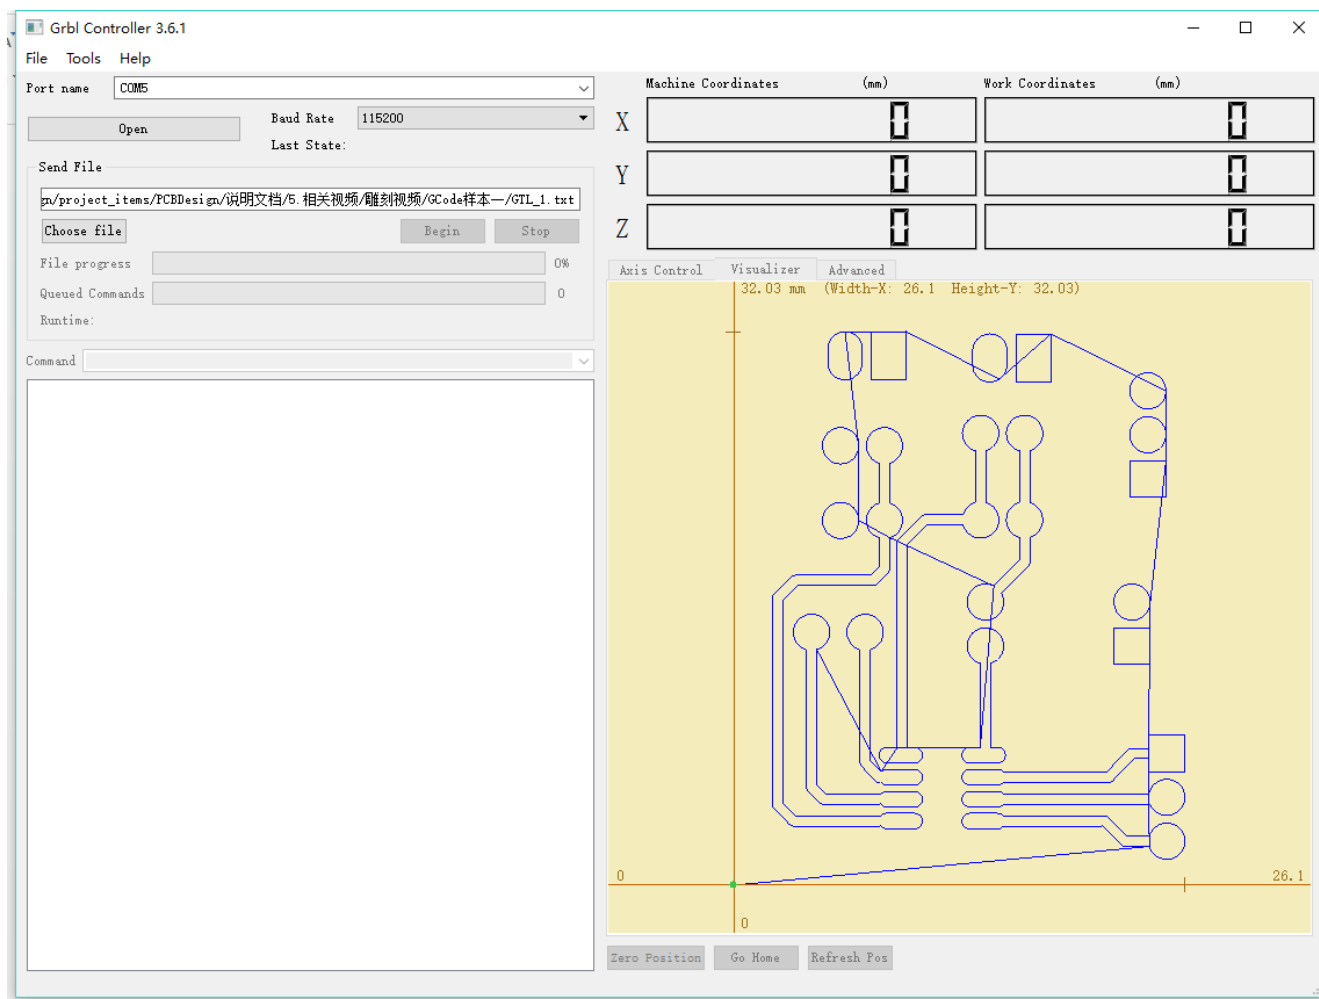 Grbl Controller 3.6.1
File Tools Help
Port name COM5
Open
Baud Rate 115200
Last State:
Send File
gn/project_items/PCBDesign/说明文档/5.相关视频/雕刻视频/GCode样本一/GTL_1.txt
Choose file Begin Stop
File progress 0%
Queued Commands 0
Runtime:
Command
Machine Coordinates (mm) Work Coordinates (mm)
X 0 0
Y 0 0
Z 0 0
Axis Control Visualizer Advanced
32.03 mm (Width-X: 26.1 Height-Y: 32.03)
0 26.1
0
Zero Position Go Home Refresh Pos